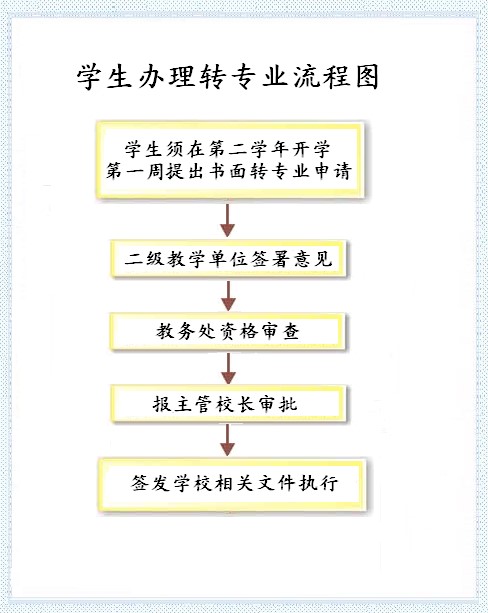 学生办理转专业流程图
学生须在第二学年开学
第一周提出书面转专业申请
二级教学单位签署意见
教务处资格审查
报主管校长审批
签发学校相关文件执行